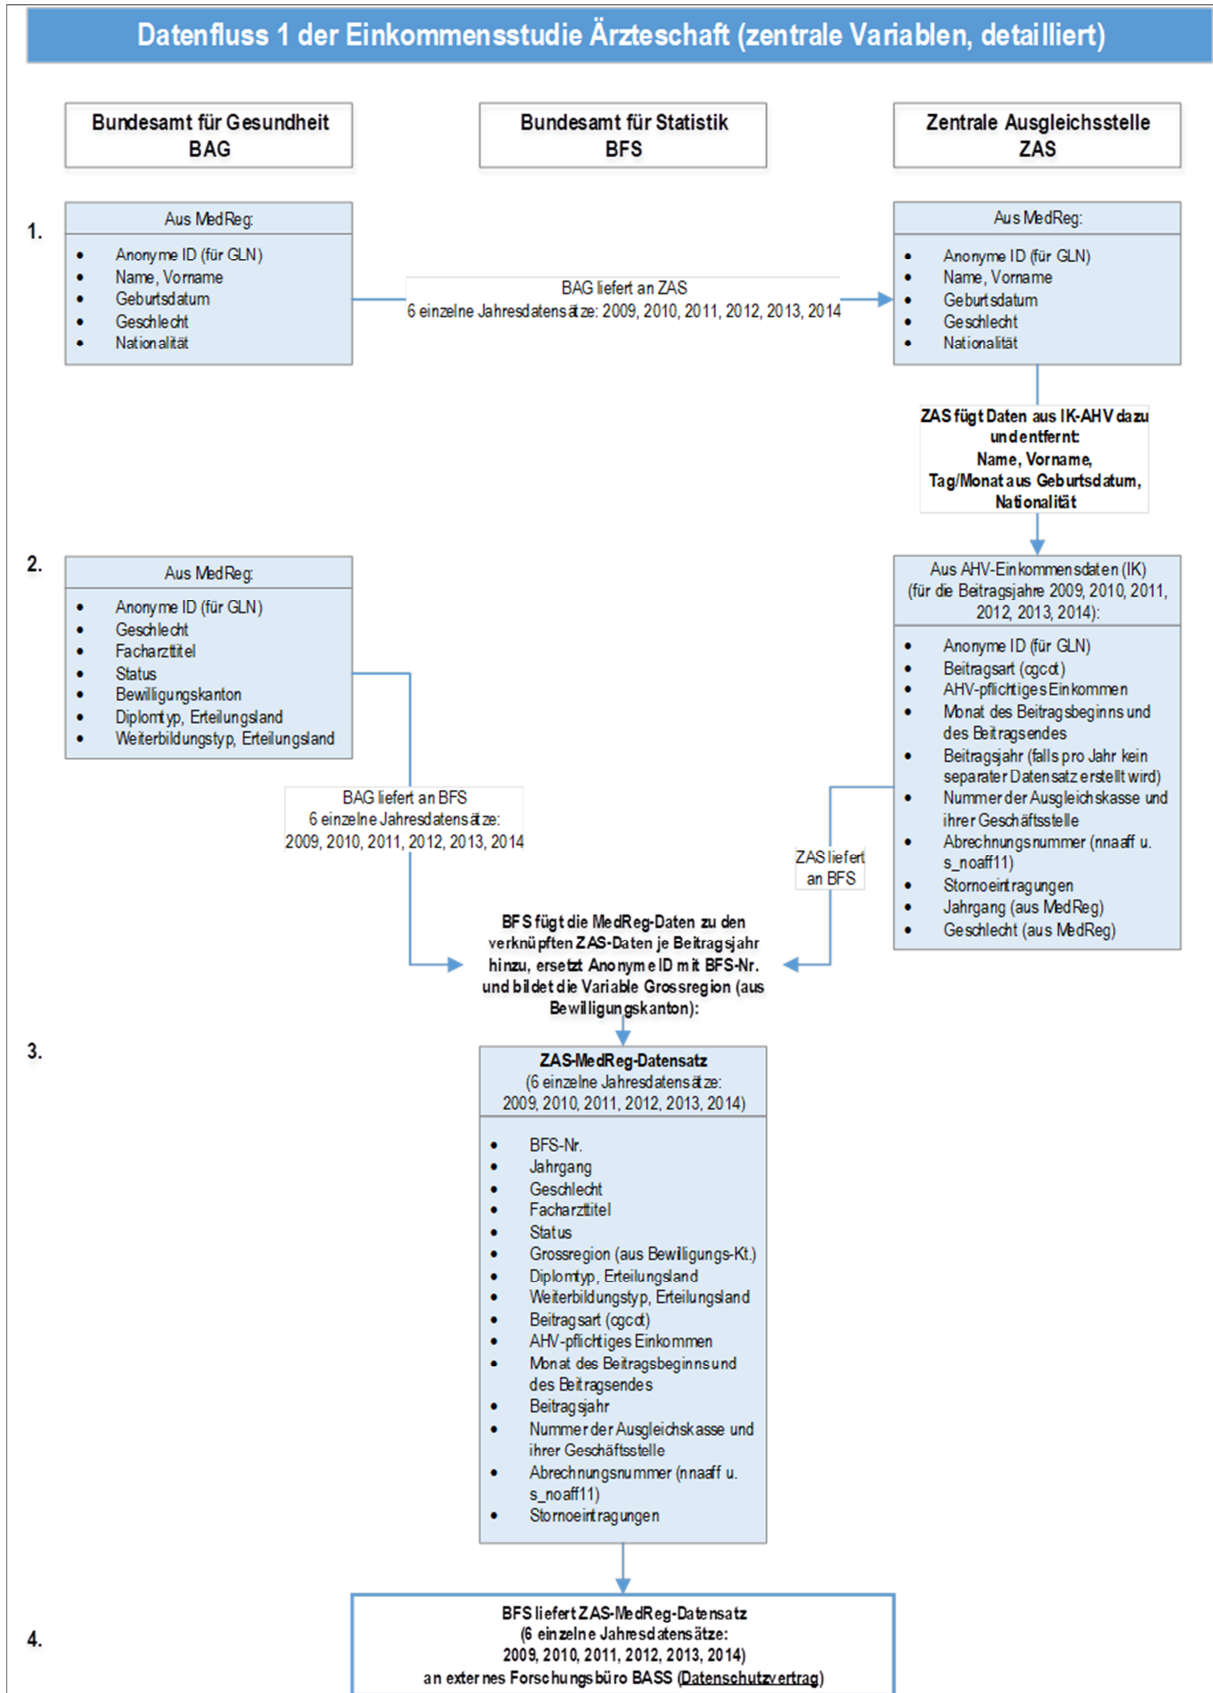 Datenfluss 1 der Einkommensstudie Ärzteschaft (zentrale Variablen, detailliert)
Bundesamt für Gesundheit
BAG
Bundesamt für Statistik
BFS
Zentrale Ausgleichsstelle
ZAS
1.
Aus MedReg:
• Anonyme ID (für GLN)
• Name, Vorname
• Geburtsdatum
• Geschlecht
• Nationalität
BAG liefert an ZAS
6 einzelne Jahresdatensätze: 2009, 2010, 2011, 2012, 2013, 2014
Aus MedReg:
• Anonyme ID (für GLN)
• Name, Vorname
• Geburtsdatum
• Geschlecht
• Nationalität
ZAS fügt Daten aus IK-AHV dazu
und entfernt:
Name, Vorname,
Tag/Monat aus Geburtsdatum,
Nationalität
2.
Aus MedReg:
• Anonyme ID (für GLN)
• Geschlecht
• Facharzttitel
• Status
• Bewilligungskanton
• Diplomtyp, Erteilungsland
• Weiterbildungstyp, Erteilungsland
BAG liefert an BFS
6 einzelne Jahresdatensätze:
2009, 2010, 2011, 2012, 2013, 2014
Aus AHV-Einkommensdaten (IK)
(für die Beitragsjahre 2009, 2010, 2011,
2012, 2013, 2014):
• Anonyme ID (für GLN)
• Beitragsart (cgcot)
• AHV-pflichtiges Einkommen
• Monat des Beitragsbeginns und
des Beitragsendes
• Beitragsjahr (falls pro Jahr kein
separater Datensatz erstellt wird)
• Nummer der Ausgleichskasse und
ihrer Geschäftsstelle
• Abrechnungsnummer (nnaaff u.
s_noaff11)
• Stornoeintragungen
• Jahrgang (aus MedReg)
• Geschlecht (aus MedReg)
ZAS liefert
an BFS
BFS fügt die MedReg-Daten zu den
verknüpften ZAS-Daten je Beitragsjahr
hinzu, ersetzt Anonyme ID mit BFS-Nr.
und bildet die Variable Grossregion (aus
Bewilligungskanton):
3.
ZAS-MedReg-Datensatz
(6 einzelne Jahresdatensätze:
2009, 2010, 2011, 2012, 2013, 2014)
• BFS-Nr.
• Jahrgang
• Geschlecht
• Facharzttitel
• Status
• Grossregion (aus Bewilligungs-Kt.)
• Diplomtyp, Erteilungsland
• Weiterbildungstyp, Erteilungsland
• Beitragsart (cgcot)
• AHV-pflichtiges Einkommen
• Monat des Beitragsbeginns und
des Beitragsendes
• Beitragsjahr
• Nummer der Ausgleichskasse und
ihrer Geschäftsstelle
• Abrechnungsnummer (nnaaff u.
s_noaff11)
• Stornoeintragungen
4.
BFS liefert ZAS-MedReg-Datensatz
(6 einzelne Jahresdatensätze:
2009, 2010, 2011, 2012, 2013, 2014)
an externes Forschungsbüro BASS (Datenschutzvertrag)